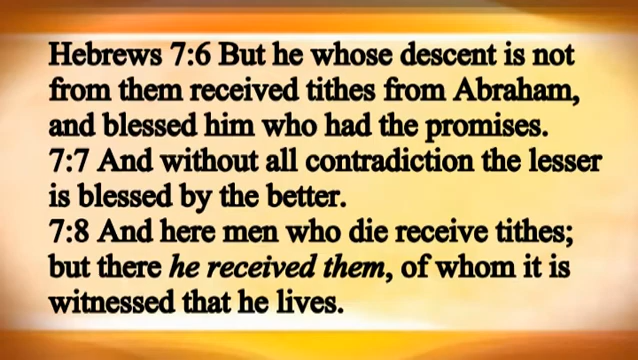 Hebrews 7:6 But he whose descent is not
from them received tithes from Abraham,
and blessed him who had the promises.
7:7 And without all contradiction the lesser
is blessed by the better.
7:8 And here men who die receive tithes;
but there he received them, of whom it is
witnessed that he lives.